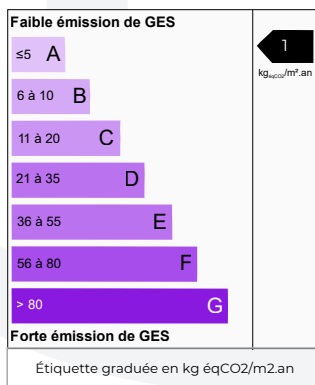 Faible émission de GES
≤5 A
1
kgéqCO2/m².an
6 à 10 B
11 à 20 C
21 à 35 D
36 à 55 E
56 à 80 F
> 80 G
Forte émission de GES
Étiquette graduée en kg éqCO2/m2.an